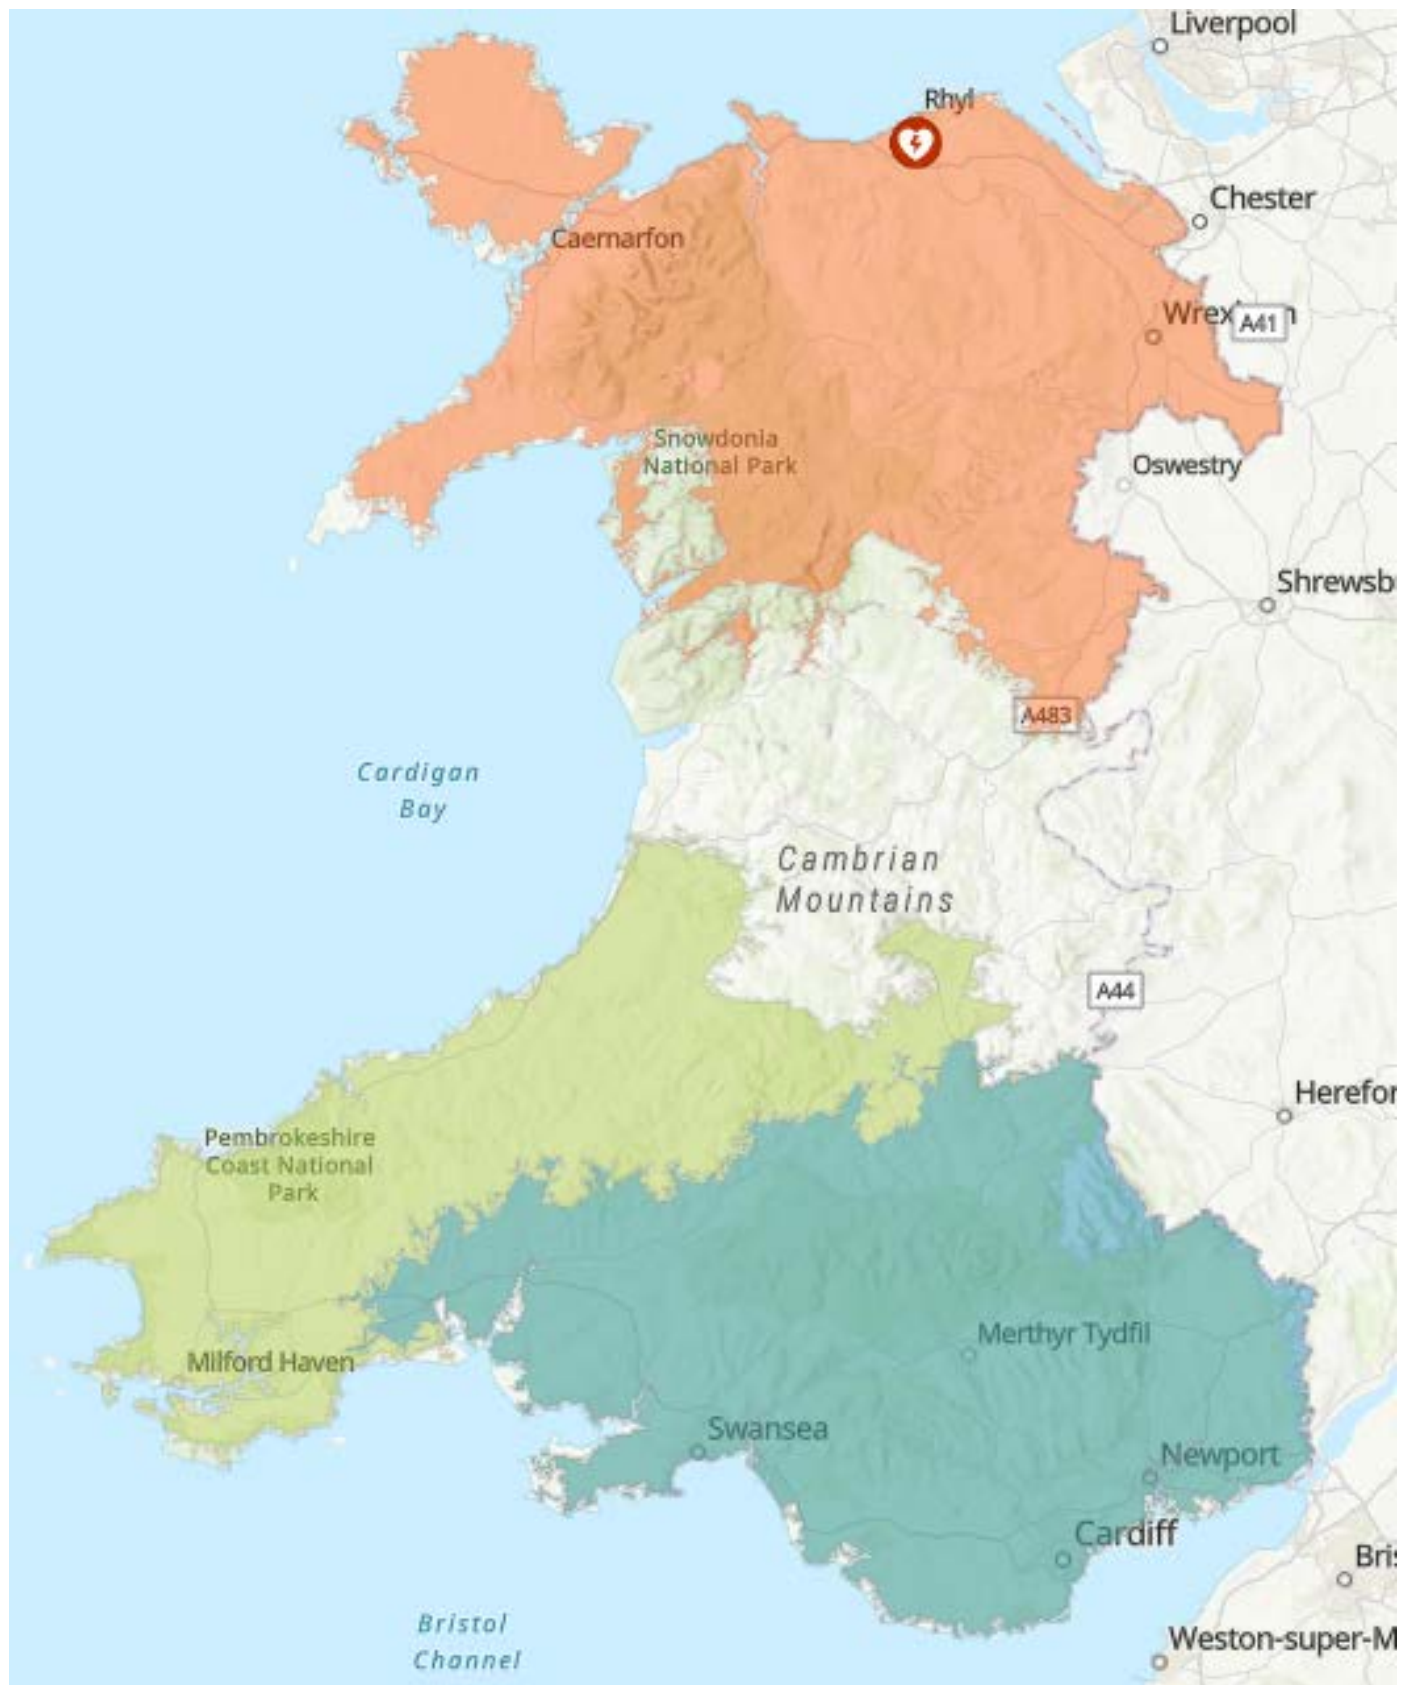 Liverpool
Rhyl
Chester
Caernarfon
Wrex
A41
Snowdonia
National Park
Oswestry
Shrewsb
A483
Cardigan
Bay
Cambrian
Mountains
A44
Herefor
Pembrokeshire
Coast National
Park
Merthyr Tydfil
Milford Haven
Swansea
Newport
Cardiff
Bris
Bristol
Channel
Weston-super-M